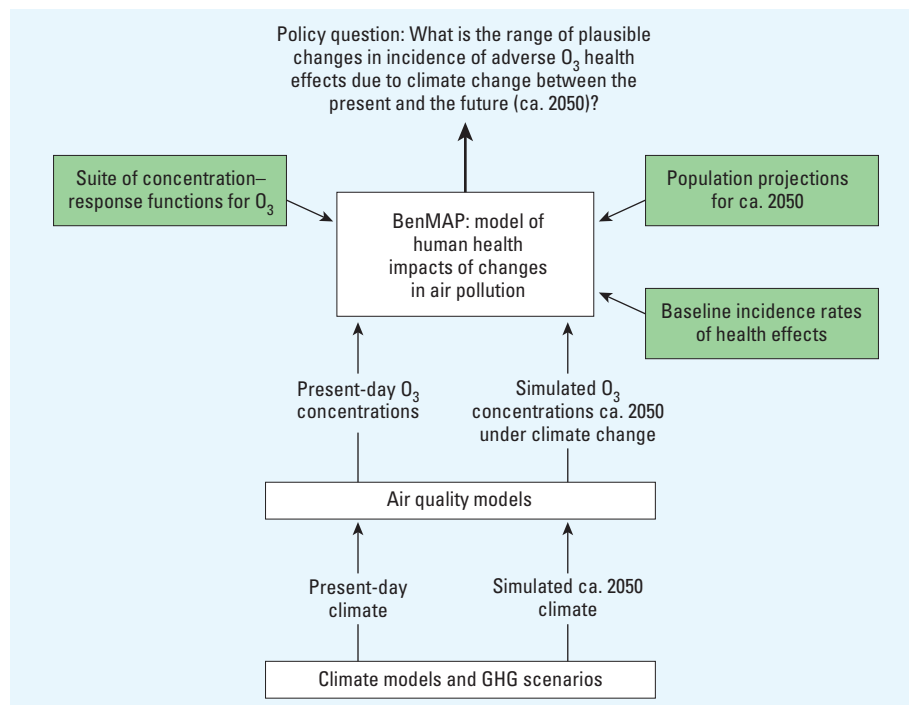 Policy question: What is the range of plausible
changes in incidence of adverse O₃ health
effects due to climate change between the
present and the future (ca. 2050)?
Suite of concentration–
response functions for O₃
Population projections
for ca. 2050
BenMAP: model of
human health
impacts of changes
in air pollution
Baseline incidence rates
of health effects
Present-day O₃
concentrations
Simulated O₃
concentrations ca. 2050
under climate change
Air quality models
Present-day
climate
Simulated ca. 2050
climate
Climate models and GHG scenarios